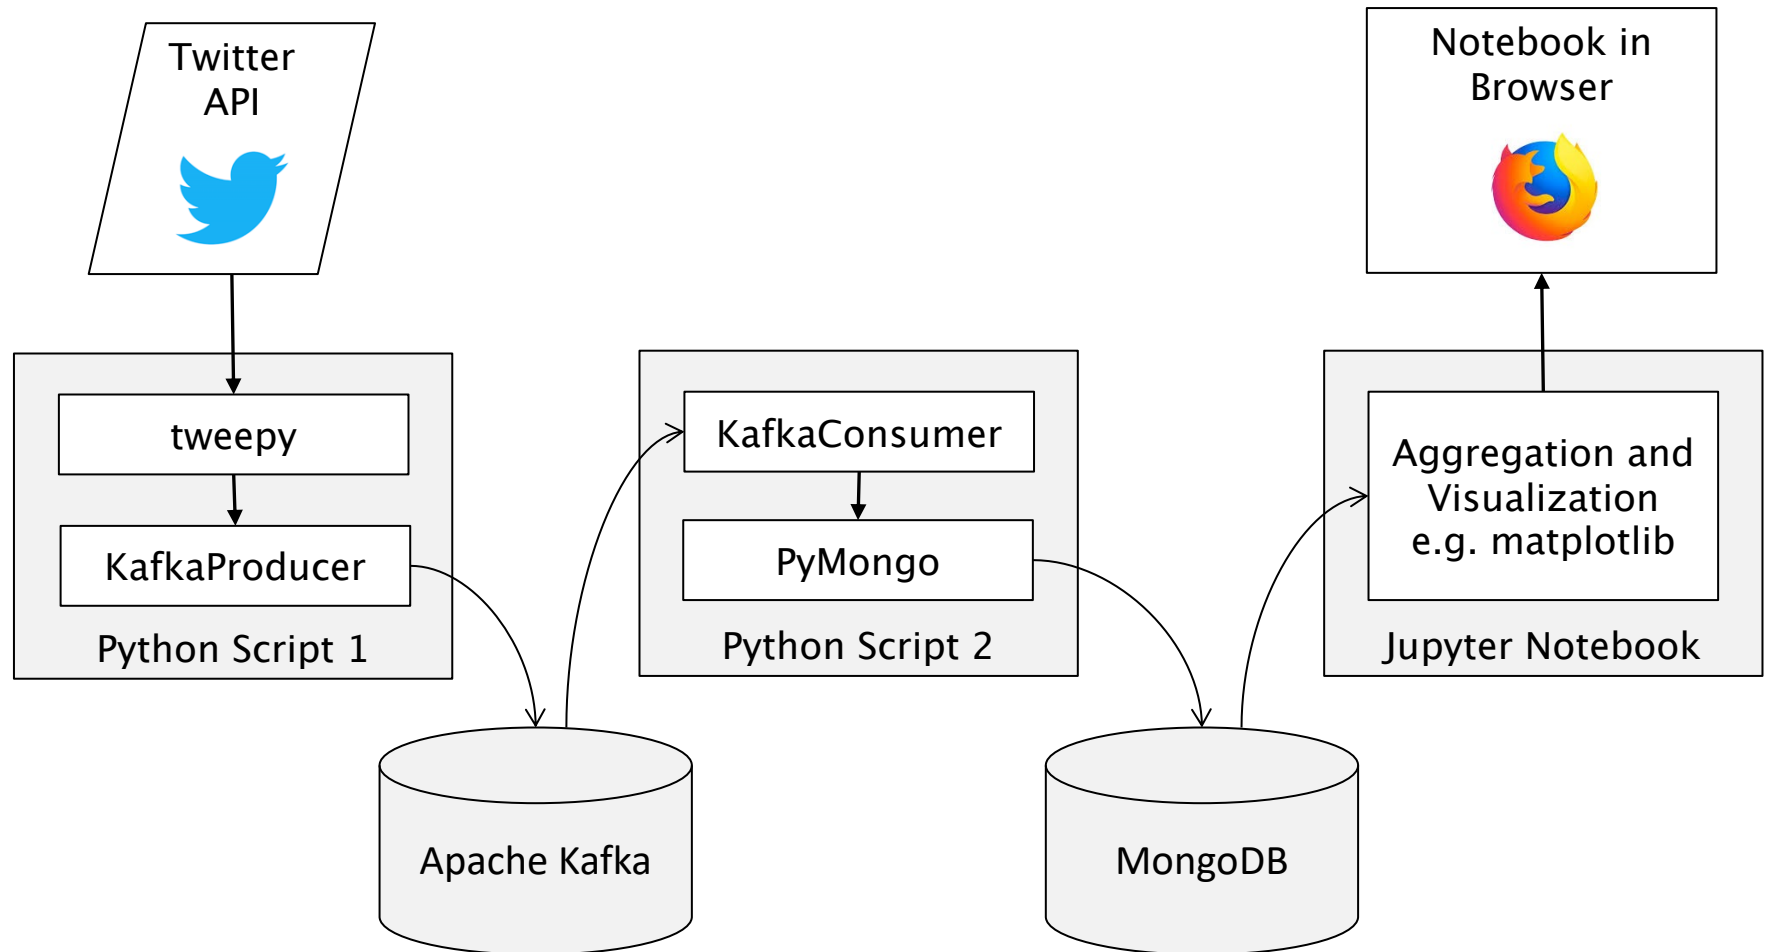 Twitter
API
Notebook in
Browser
tweepy
KafkaProducer
Python Script 1
KafkaConsumer
PyMongo
Python Script 2
Aggregation and
Visualization
e.g. matplotlib
Jupyter Notebook
Apache Kafka
MongoDB